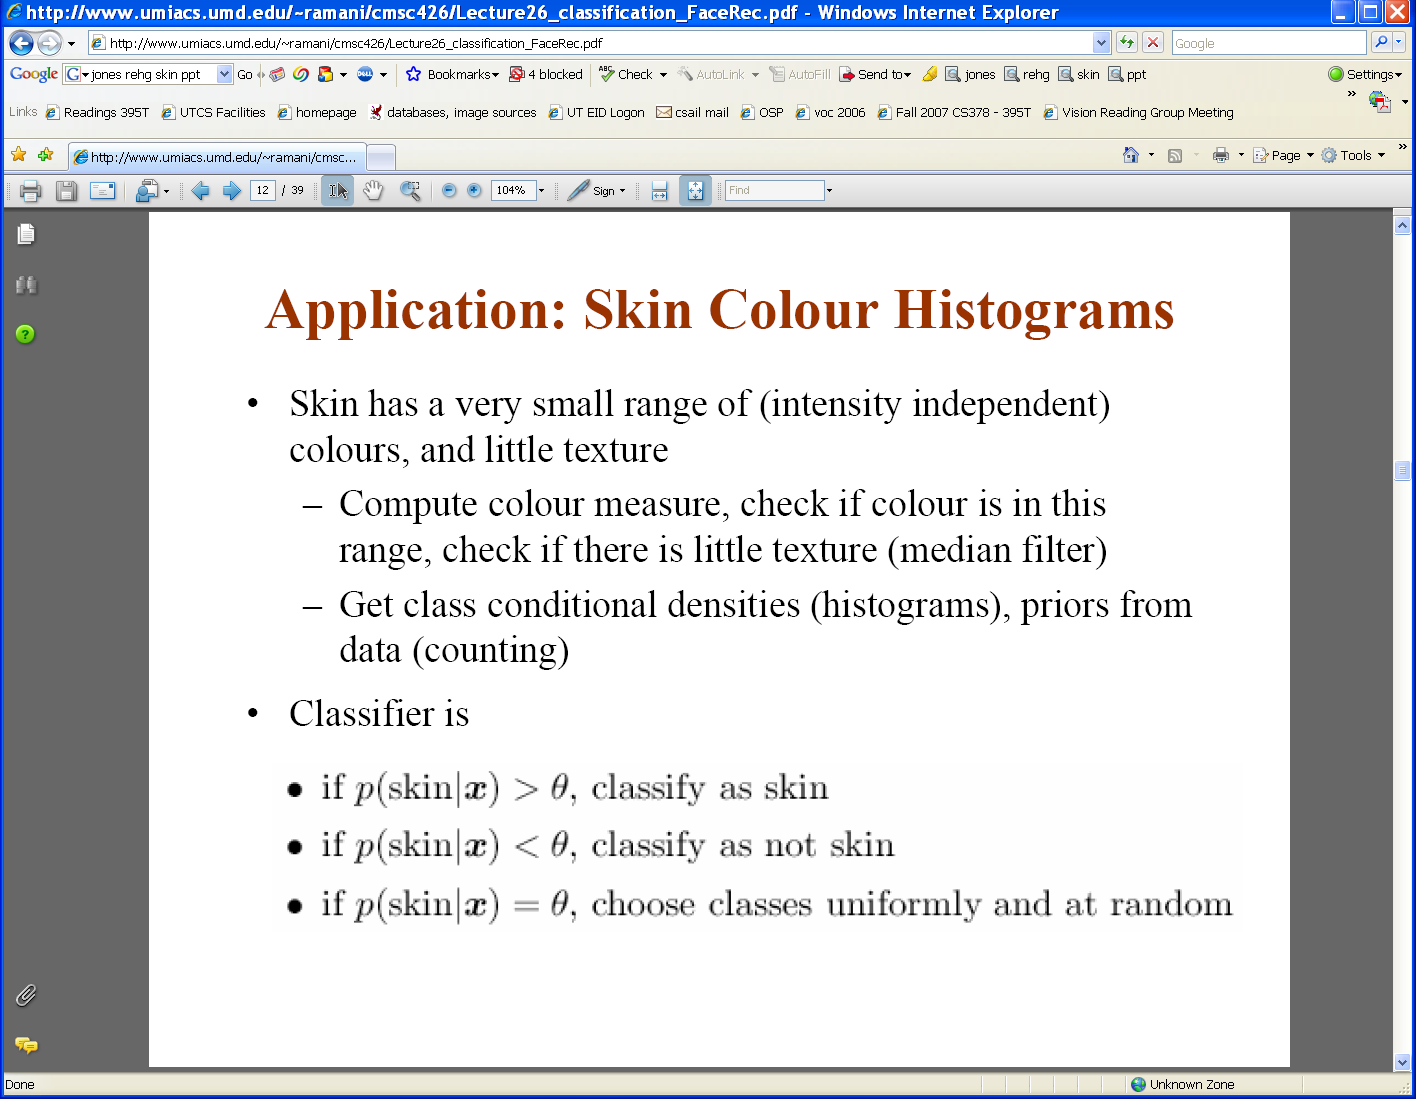 http://www.umiacs.umd.edu/~ramani/cmsc426/Lecture26_classification_FaceRec.pdf - Windows Internet Explorer
http://www.umiacs.umd.edu/~ramani/cmsc426/Lecture26_classification_FaceRec.pdf
Google
Google G jones rehg skin ppt Go Bookmarks 4 blocked ABC Check AutoLink AutoFill Send to jones rehg skin ppt Settings
Links Readings 395T UTCS Facilities homepage databases, image sources UT EID Logon csail mail OSP voc 2006 Fall 2007 CS378 - 395T Vision Reading Group Meeting
http://www.umiacs.umd.edu/~ramani/cmsc... Page Tools
12 / 39 104% Sign Find
Application: Skin Colour Histograms
• Skin has a very small range of (intensity independent)
colours, and little texture
– Compute colour measure, check if colour is in this
range, check if there is little texture (median filter)
– Get class conditional densities (histograms), priors from
data (counting)
• Classifier is
• if p(skin|x) > θ, classify as skin
• if p(skin|x) < θ, classify as not skin
• if p(skin|x) = θ, choose classes uniformly and at random
Done Unknown Zone